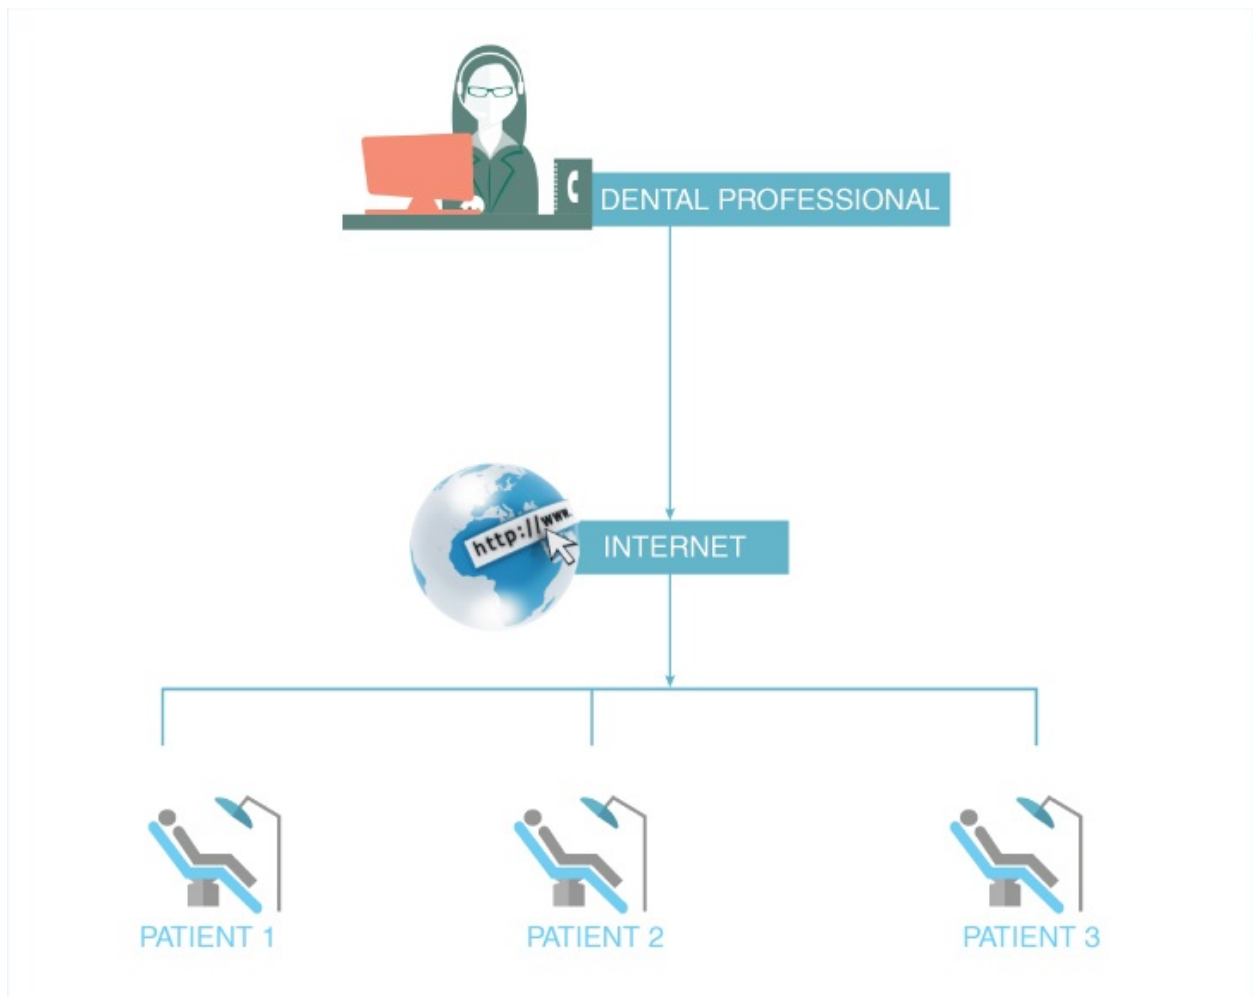 DENTAL PROFESSIONAL
http://www.
INTERNET
PATIENT 1
PATIENT 2
PATIENT 3